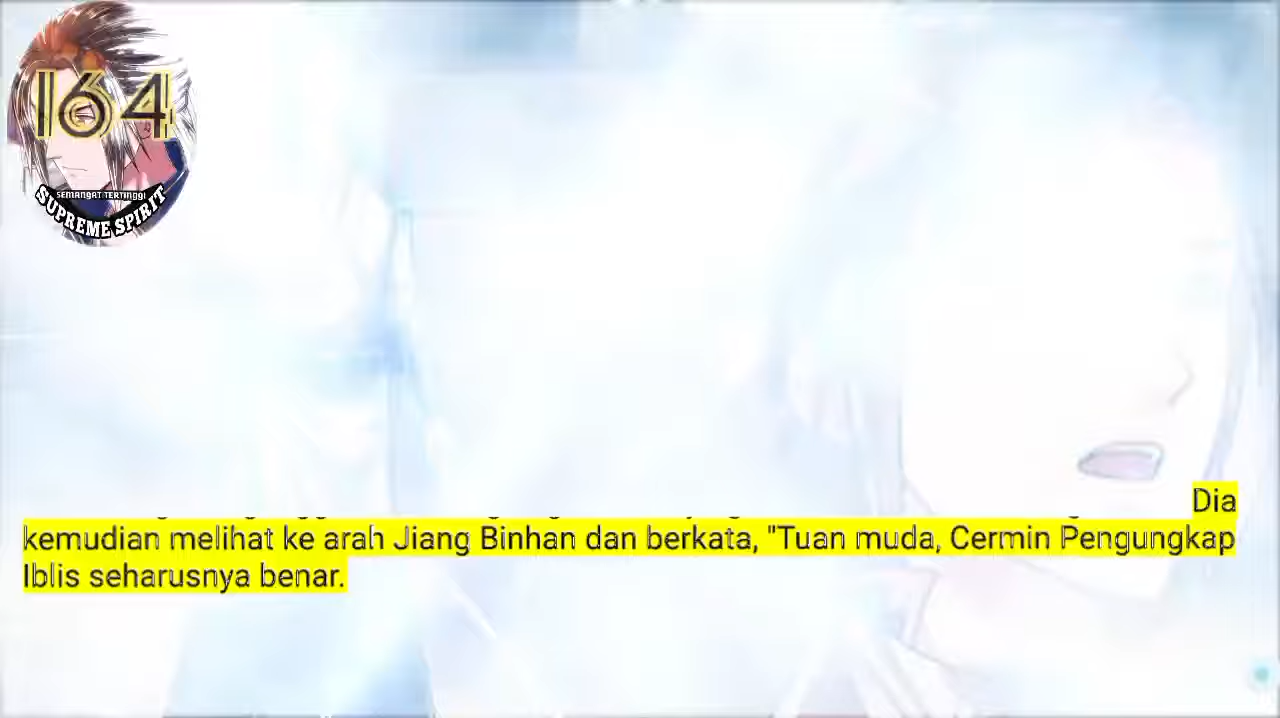 164
SEMANGAT TERTINGGI
SUPREME SPIRIT
Dia
kemudian melihat ke arah Jiang Binhan dan berkata, "Tuan muda, Cermin Pengungkap
Iblis seharusnya benar.